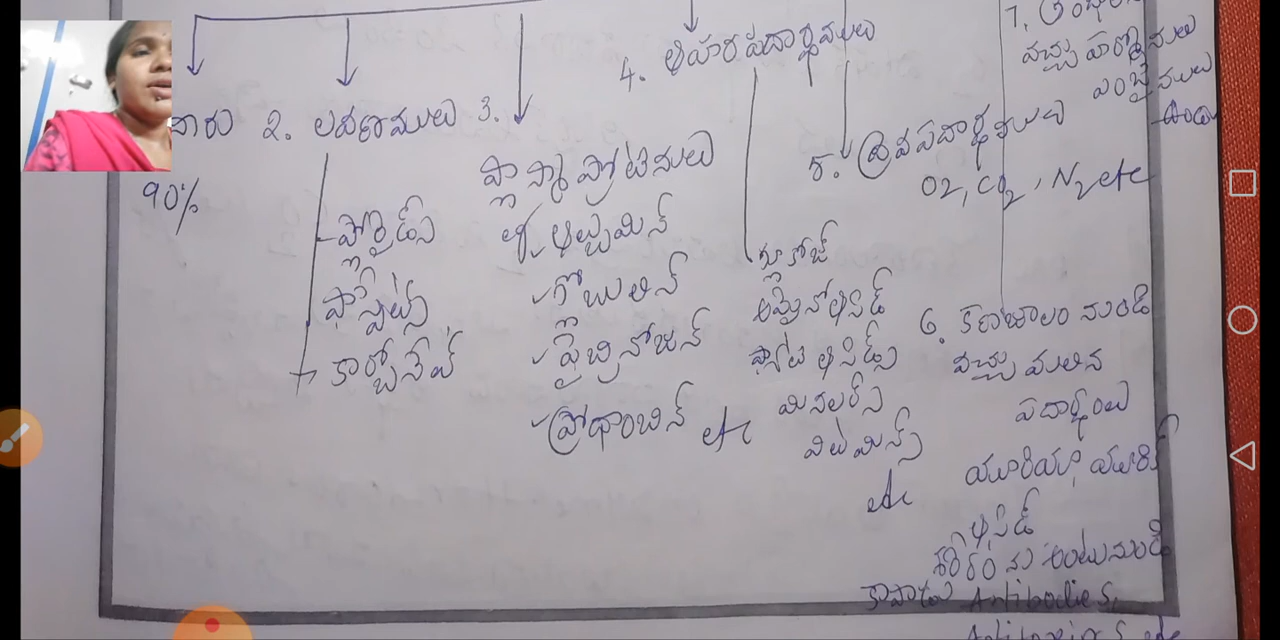 2. లవణములు
90%
ప్లోర్రైడ్స్
ఫాస్పేట్స్
కార్బోనేట్
3.
ప్లాస్మా ప్రోటీనులు
ఆల్బుమిన్
గ్లోబులిన్
ఫైబ్రినోజన్
ప్రోథ్రాంబిన్ etc
4. ఆహార పదార్థములు
గ్లూకోజ్
అమైనోఆసిడ్
ఫ్యాటి ఆసిడ్స్
మినరల్స్
విటమిన్స్
etc
5. ద్రవపదార్థములు
O2, CO2, N2 etc
6. కణజాలం నుండి
వచ్చు మలిన
పదార్థంలు
యూరియా, యూరిక్
ఆసిడ్
7.
వచ్చు హార్మోనులు
ఎంజైములు
శరీరంను అంటునుండి
కాపాడు Antibodies,